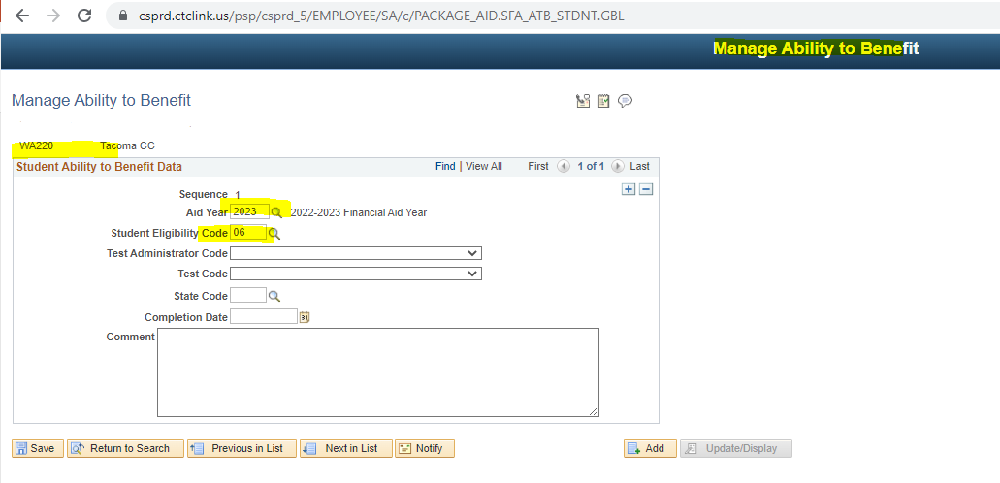 csprd.ctclink.us/psp/csprd_5/EMPLOYEE/SA/c/PACKAGE_AID.SFA_ATB_STDNT.GBL
Manage Ability to Benefit
Manage Ability to Benefit
WA220 Tacoma CC
Student Ability to Benefit Data Find | View All First 1 of 1 Last
Sequence 1
Aid Year 2023 2022-2023 Financial Aid Year
Student Eligibility Code 06
Test Administrator Code
Test Code
State Code
Completion Date 31
Comment
Save Return to Search Previous in List Next in List Notify Add Update/Display